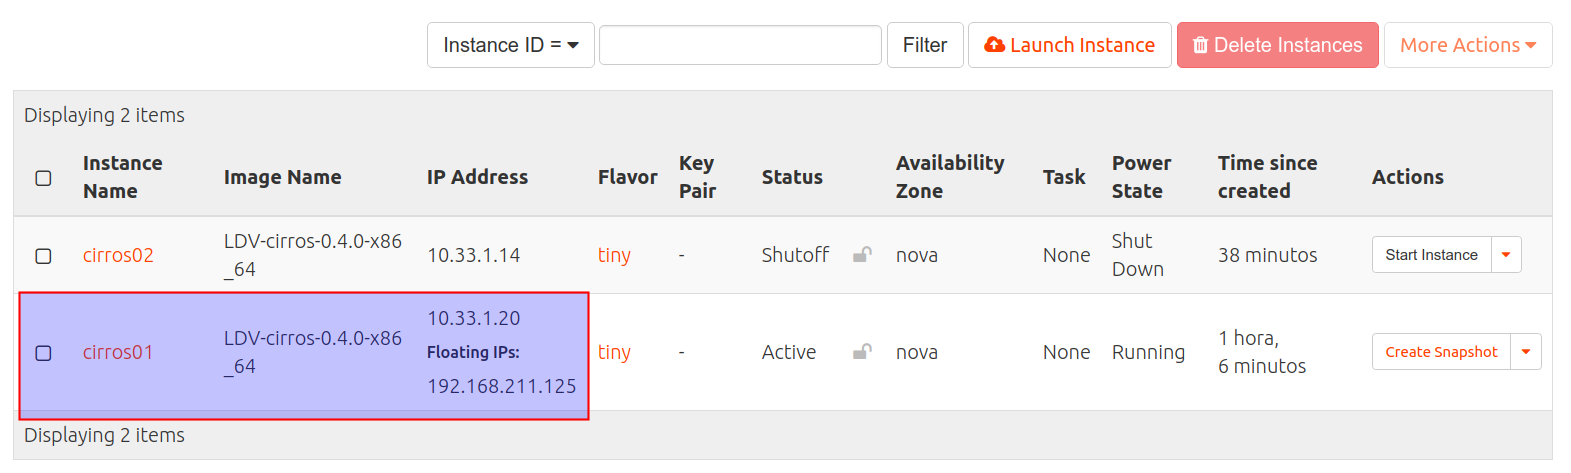 Instance ID = Filter Launch Instance Delete Instances More Actions
Displaying 2 items
Instance Name Image Name IP Address Flavor Key Pair Status Availability Zone Task Power State Time since created Actions
cirros02 LDV-cirros-0.4.0-x86_64 10.33.1.14 tiny - Shutoff nova None Shut Down 38 minutos Start Instance
cirros01 LDV-cirros-0.4.0-x86_64 10.33.1.20 Floating IPs: 192.168.211.125 tiny - Active nova None Running 1 hora, 6 minutos Create Snapshot
Displaying 2 items